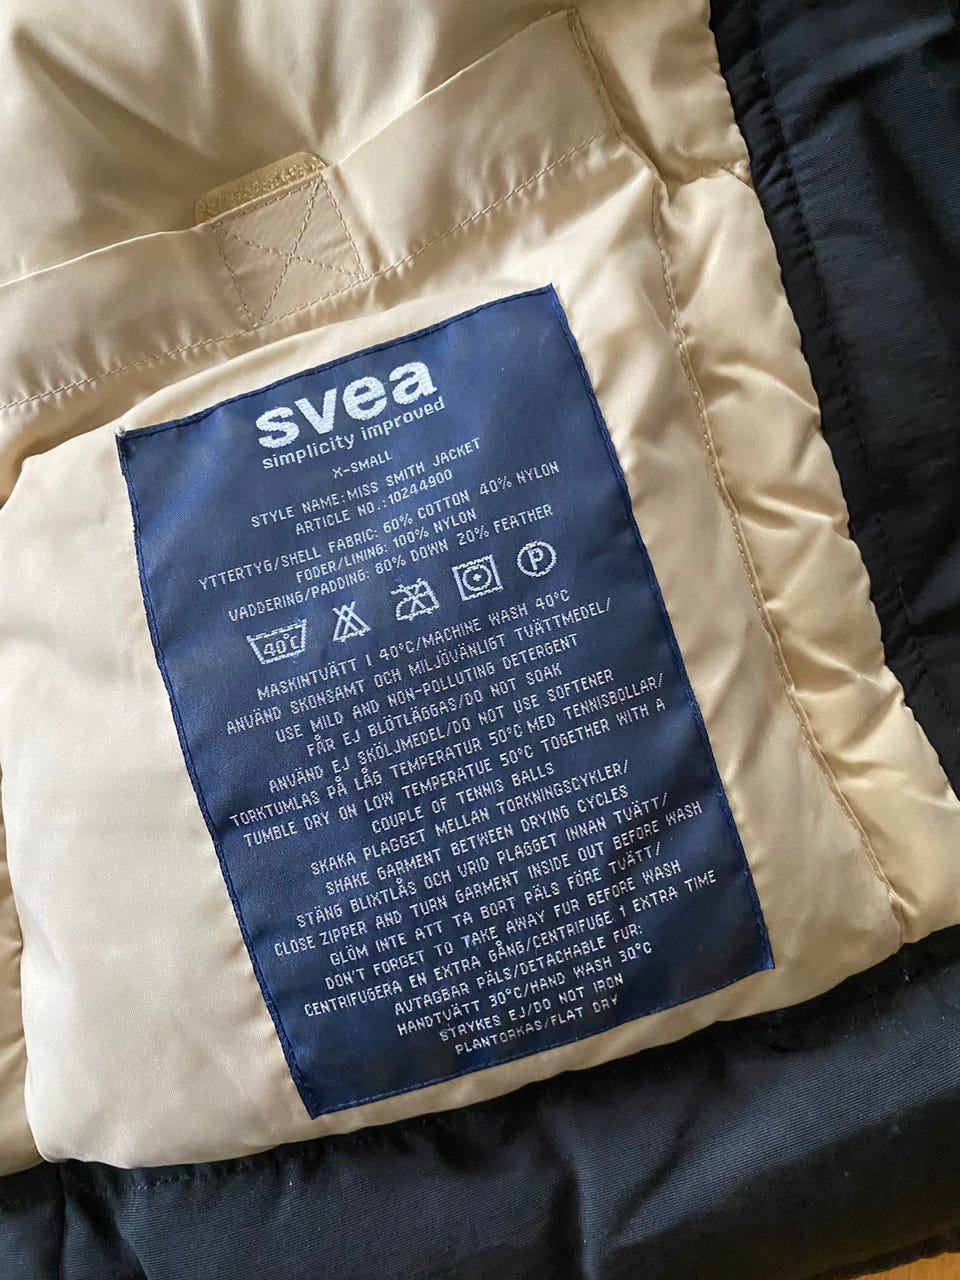 svea
simplicity improved
X-SMALL
STYLE NAME: MISS SMITH JACKET
ARTICLE NO.: 10244900
YTTERTYG/SHELL FABRIC: 60% COTTON 40% NYLON
FODER/LINING: 100% NYLON
VADDERING/PADDING: 80% DOWN 20% FEATHER
40°C P
MASKINTVÄTT I 40°C/MACHINE WASH 40°C
ANVÄND SKONSAMT OCH MILJÖVÄNLIGT TVÄTTMEDEL/
USE MILD AND NON-POLLUTING DETERGENT
FÅR EJ BLÖTLÄGGAS/DO NOT SOAK
ANVÄND EJ SKÖLJMEDEL/DO NOT USE SOFTENER
TORKTUMLAS PÅ LÅG TEMPERATUR 50°C MED TENNISBOLLAR/
TUMBLE DRY ON LOW TEMPERATUE 50°C TOGETHER WITH A
COUPLE OF TENNIS BALLS
SKAKA PLAGGET MELLAN TORKNINGSCYKLER/
SHAKE GARMENT BETWEEN DRYING CYCLES
STÄNG BLIXTLÅS OCH VRID PLAGGET INNAN TVÄTT/
CLOSE ZIPPER AND TURN GARMENT INSIDE OUT BEFORE WASH
GLÖM INTE ATT TA BORT PÄLS FÖRE TVÄTT/
DON'T FORGET TO TAKE AWAY FUR BEFORE WASH
CENTRIFUGERA EN EXTRA GÅNG/CENTRIFUGE 1 EXTRA TIME
AVTAGBAR PÄLS/DETACHABLE FUR:
HANDTVÄTT 30°C/HAND WASH 30°C
STRYKES EJ/DO NOT IRON
PLANTORKAS/FLAT DRY